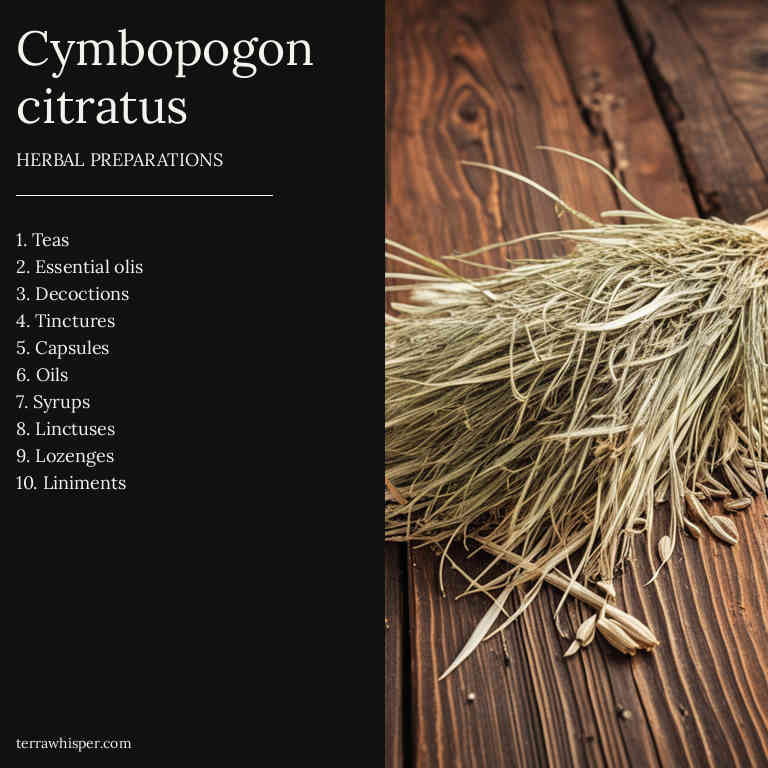 Cymbopogon
citratus
HERBAL PREPARATIONS
1. Teas
2. Essential olis
3. Decoctions
4. Tinctures
5. Capsules
6. Oils
7. Syrups
8. Linctuses
9. Lozenges
10. Liniments
terrawhisper.com